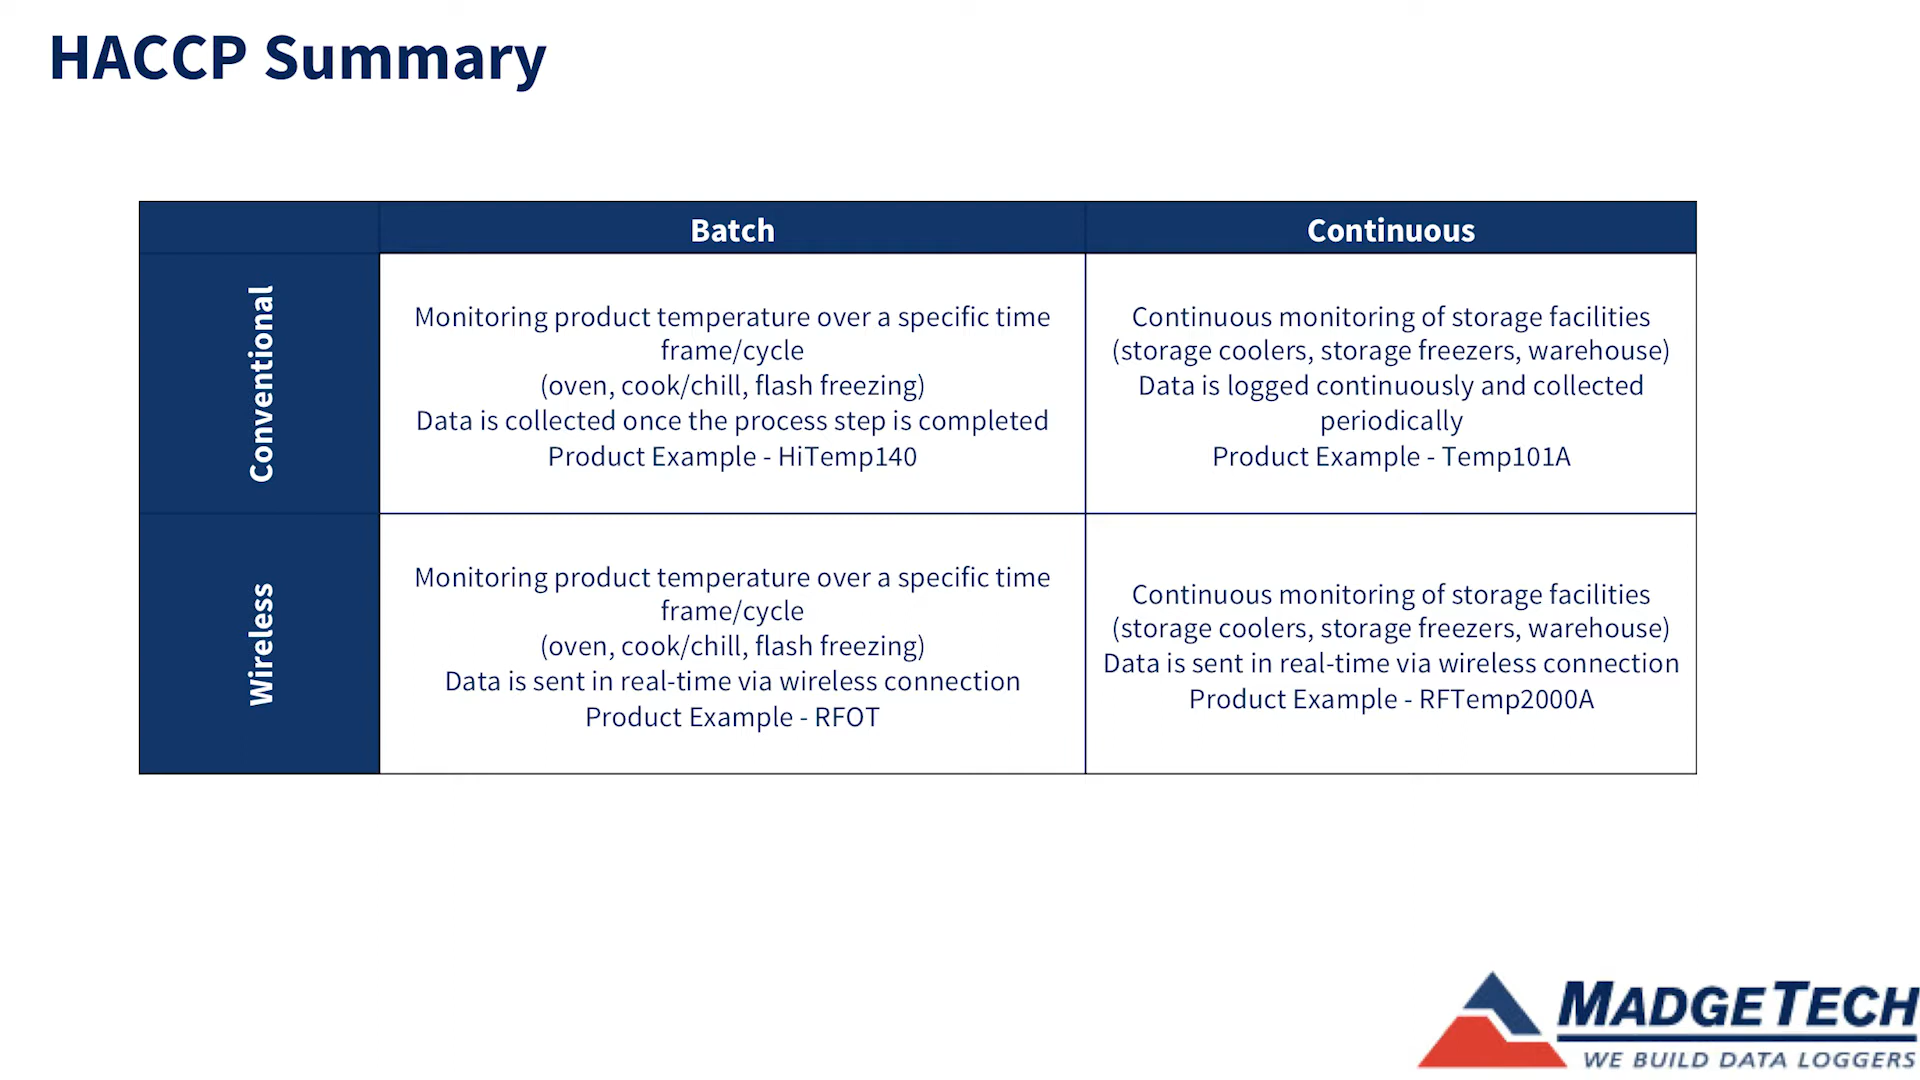 HACCP Summary
Batch
Continuous
Conventional
Monitoring product temperature over a specific time
frame/cycle
(oven, cook/chill, flash freezing)
Data is collected once the process step is completed
Product Example - HiTemp140
Continuous monitoring of storage facilities
(storage coolers, storage freezers, warehouse)
Data is logged continuously and collected
periodically
Product Example - Temp101A
Wireless
Monitoring product temperature over a specific time
frame/cycle
(oven, cook/chill, flash freezing)
Data is sent in real-time via wireless connection
Product Example - RFOT
Continuous monitoring of storage facilities
(storage coolers, storage freezers, warehouse)
Data is sent in real-time via wireless connection
Product Example - RFTemp2000A
MADGETECH
WE BUILD DATA LOGGERS